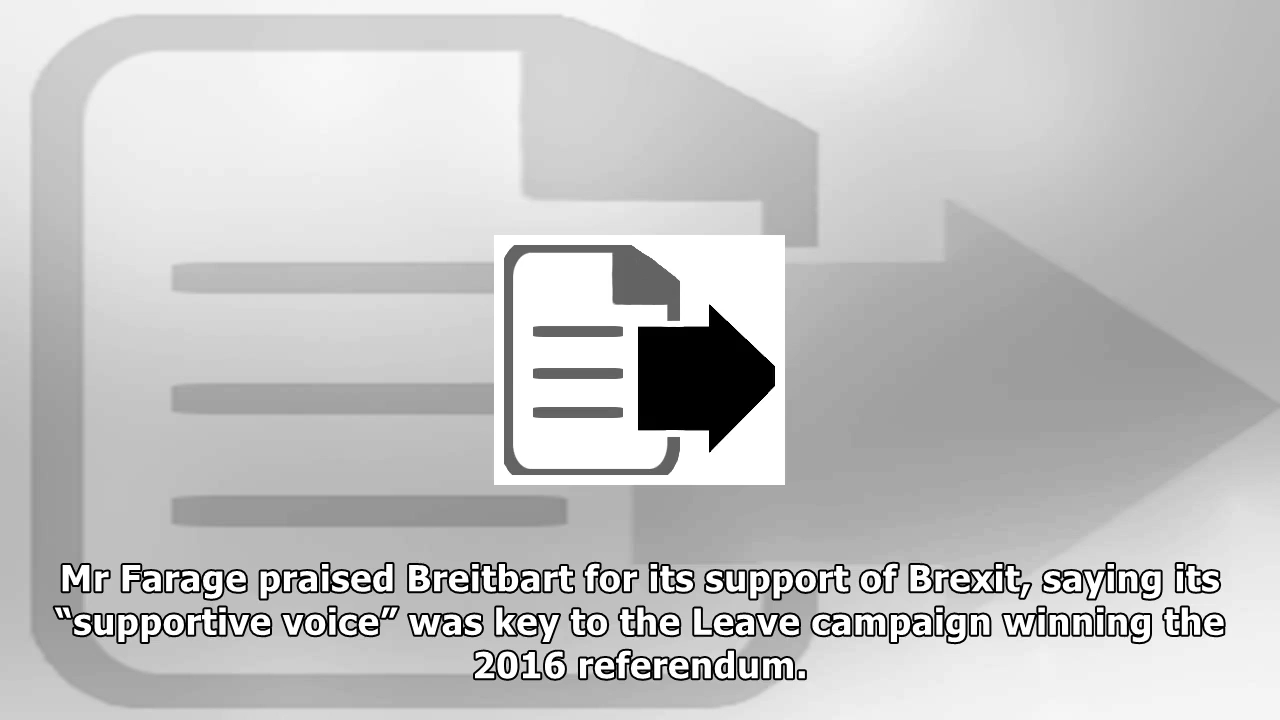 Mr Farage praised Breitbart for its support of Brexit, saying its
“supportive voice” was key to the Leave campaign winning the
2016 referendum.